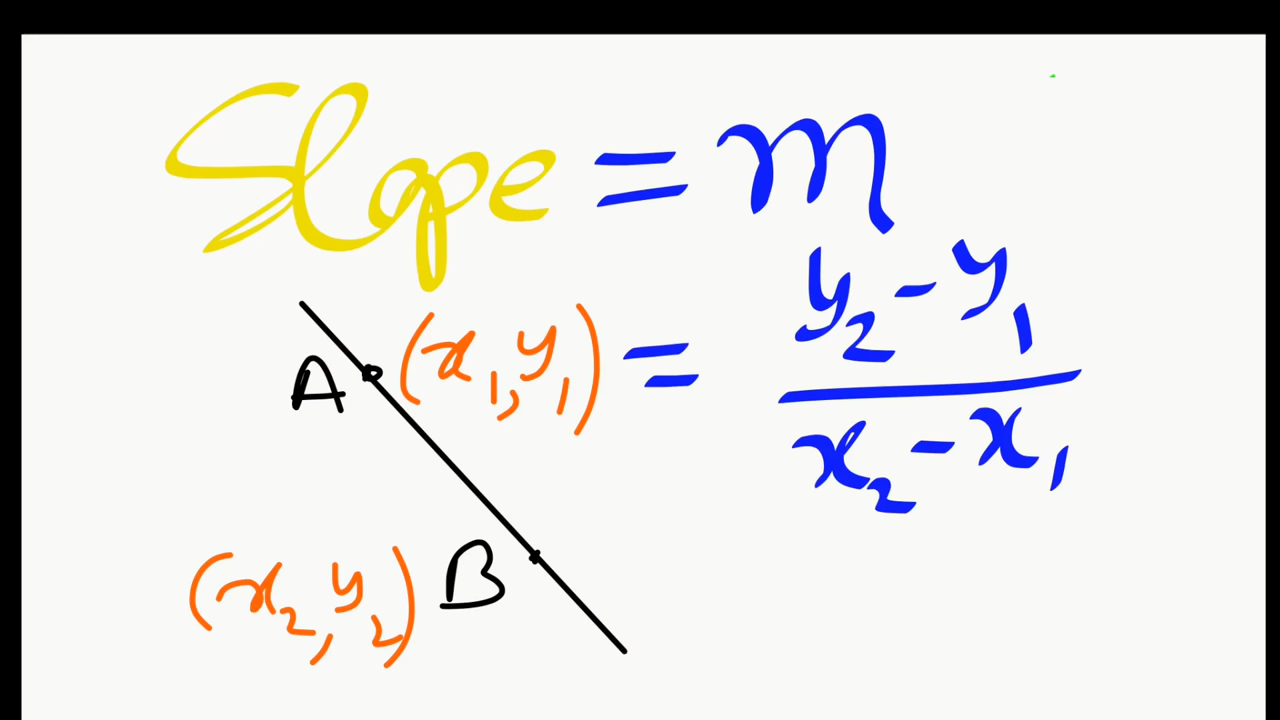 Slope = m
A (x₁, y₁) = y₂ - y₁ / x₂ - x₁
(x₂, y₂) B